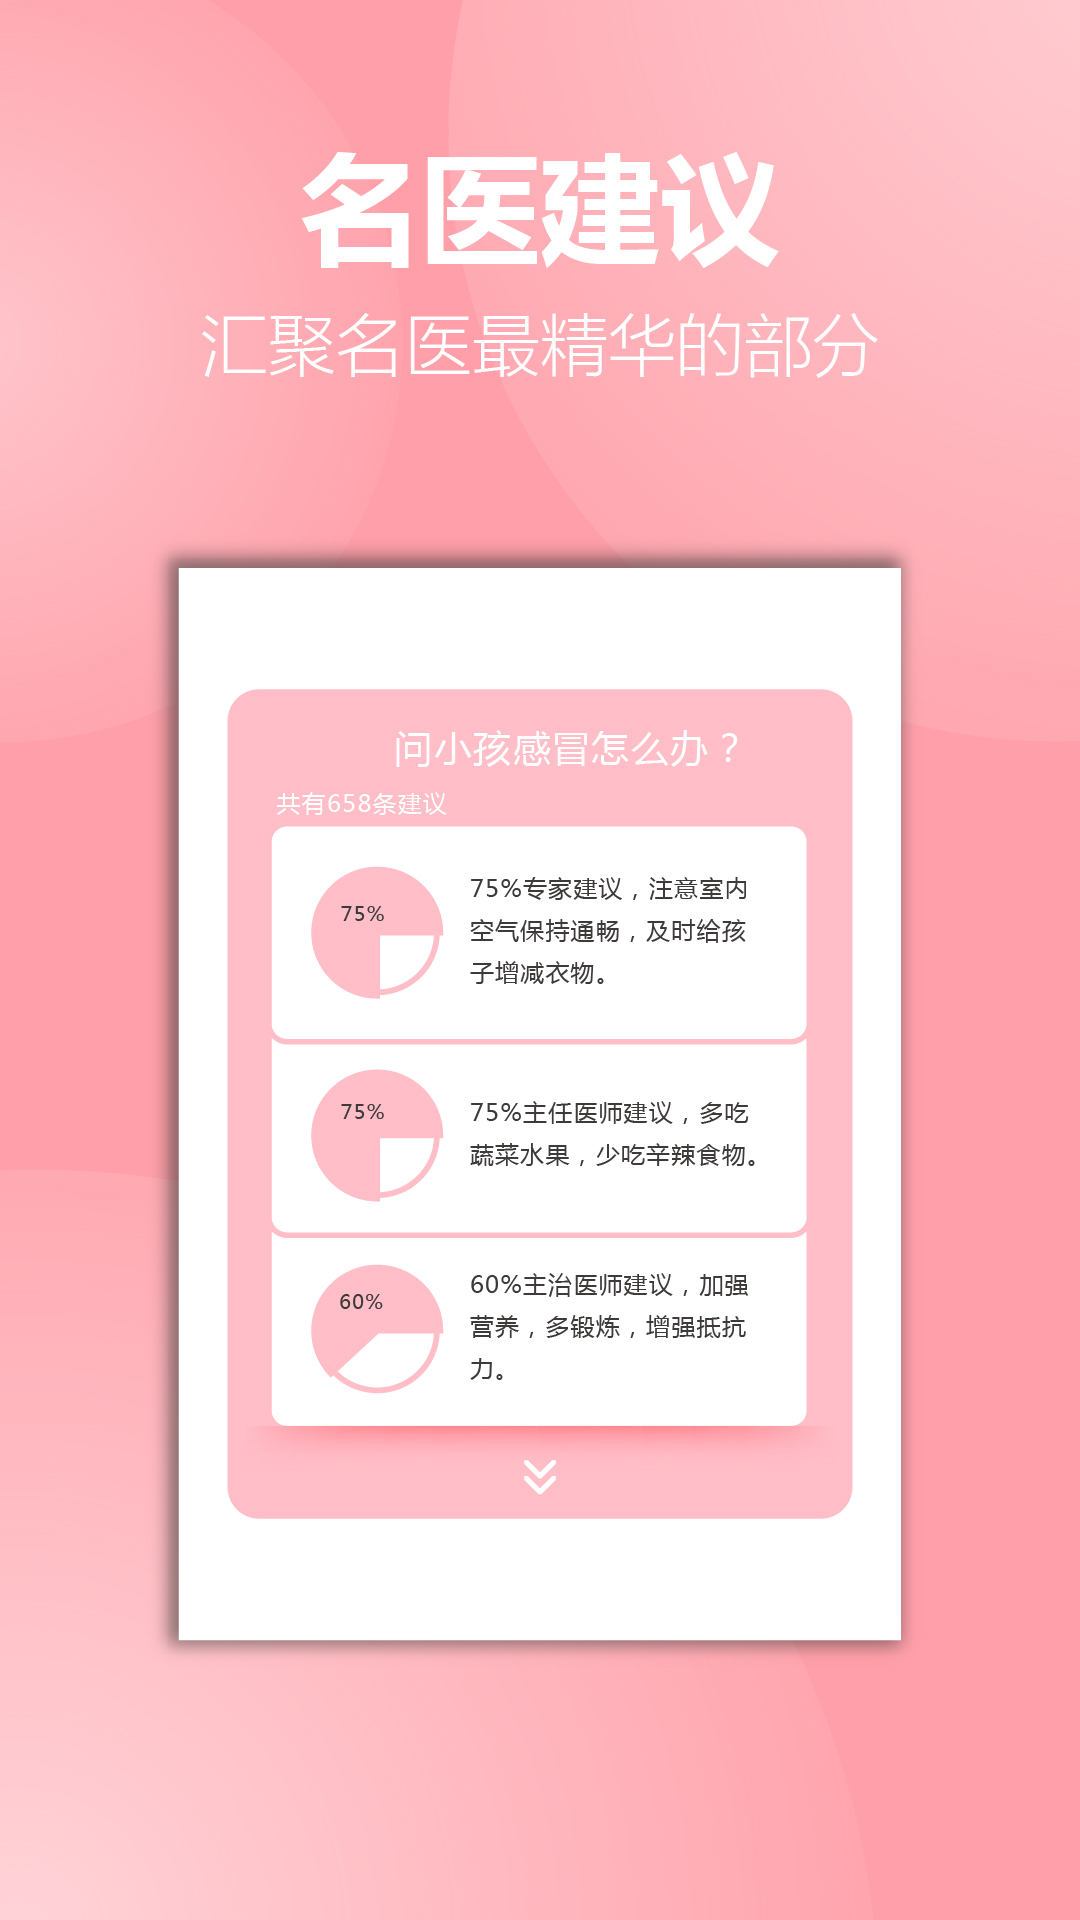 名医建议
汇聚名医最精华的部分
问小孩感冒怎么办？
共有658条建议
75%
75%专家建议，注意室内
空气保持通畅，及时给孩
子增减衣物。
75%
75%主任医师建议，多吃
蔬菜水果，少吃辛辣食物。
60%
60%主治医师建议，加强
营养，多锻炼，增强抵抗
力。